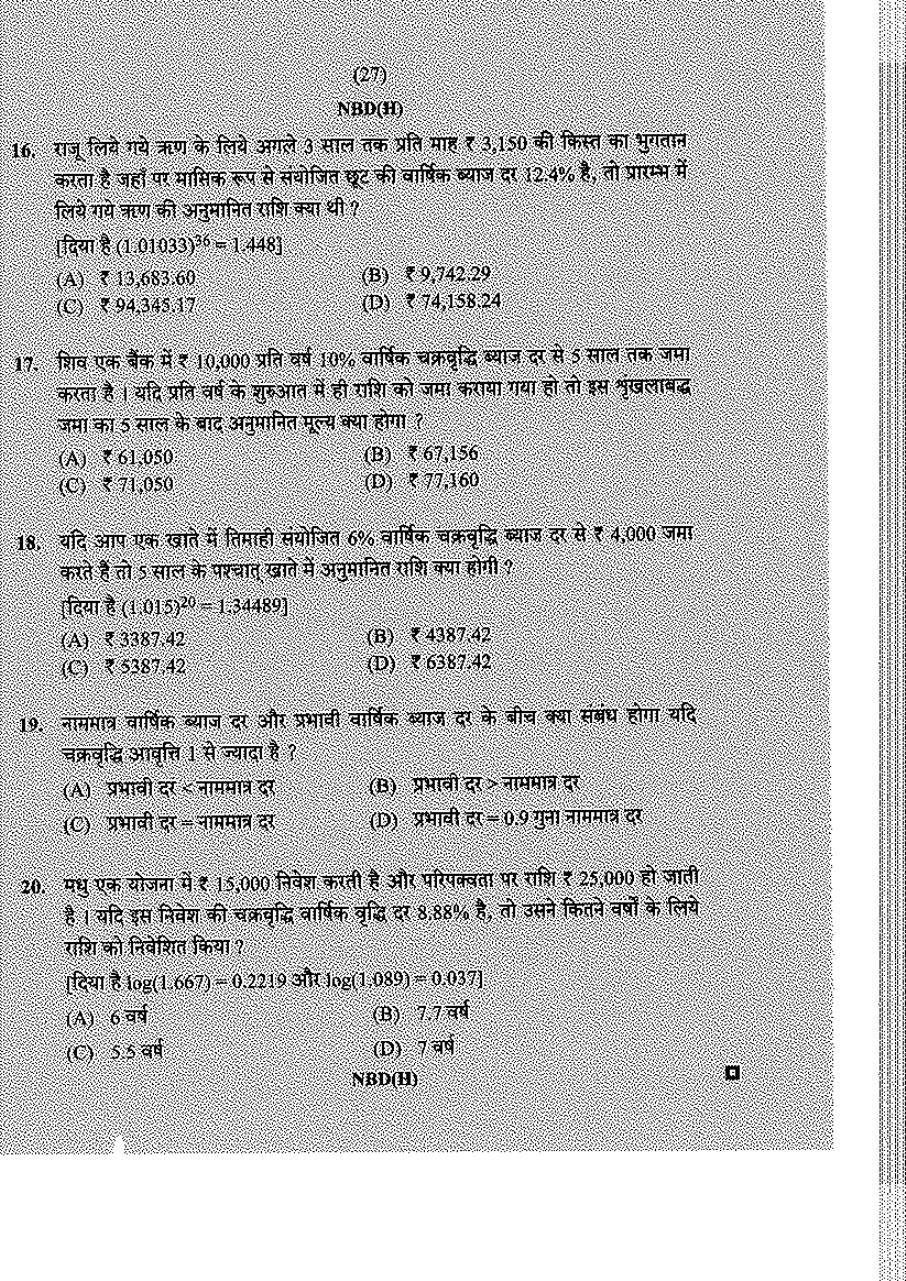 (27)
NBD(H)
16. राजू लिये गये ऋण के लिये अगले 3 साल तक प्रति माह ₹ 3,150 की किस्त का भुगतान
करता है जहाँ पर मासिक रूप से संयोजित छूट की वार्षिक ब्याज दर 12.4% है, तो प्रारम्भ में
लिये गये ऋण की अनुमानित राशि क्या थी ?
[दिया है (1.01033)³⁶ = 1.448]
(A) ₹ 13,683.60 (B) ₹ 9,742.29
(C) ₹ 94,345.17 (D) ₹ 74,158.24
17. शिव एक बैंक में ₹ 10,000 प्रति वर्ष 10% वार्षिक चक्रवृद्धि ब्याज दर से 5 साल तक जमा
करता है । यदि प्रति वर्ष के शुरुआत में ही राशि को जमा कराया गया हो तो इस श्रृंखलाबद्ध
जमा का 5 साल के बाद अनुमानित मूल्य क्या होगा ?
(A) ₹ 61,050 (B) ₹ 67,156
(C) ₹ 71,050 (D) ₹ 77,160
18. यदि आप एक खाते में तिमाही संयोजित 6% वार्षिक चक्रवृद्धि ब्याज दर से ₹ 4,000 जमा
करते है तो 5 साल के पश्चात् खाते में अनुमानित राशि क्या होगी ?
[दिया है (1.015)²⁰ = 1.34489]
(A) ₹ 3387.42 (B) ₹ 4387.42
(C) ₹ 5387.42 (D) ₹ 6387.42
19. नाममात्र वार्षिक ब्याज दर और प्रभावी वार्षिक ब्याज दर के बीच क्या संबंध होगा यदि
चक्रवृद्धि आवृत्ति 1 से ज्यादा है ?
(A) प्रभावी दर < नाममात्र दर (B) प्रभावी दर > नाममात्र दर
(C) प्रभावी दर = नाममात्र दर (D) प्रभावी दर = 0.9 गुना नाममात्र दर
20. मधु एक योजना में ₹ 15,000 निवेश करती है और परिपक्वता पर राशि ₹ 25,000 हो जाती
है । यदि इस निवेश की चक्रवृद्धि वार्षिक वृद्धि दर 8.88% है, तो उसने कितने वर्षों के लिये
राशि को निवेशित किया ?
[दिया है log(1.667) = 0.2219 और log(1.089) = 0.037]
(A) 6 वर्ष (B) 7.7 वर्ष
(C) 5.5 वर्ष (D) 7 वर्ष
NBD(H)